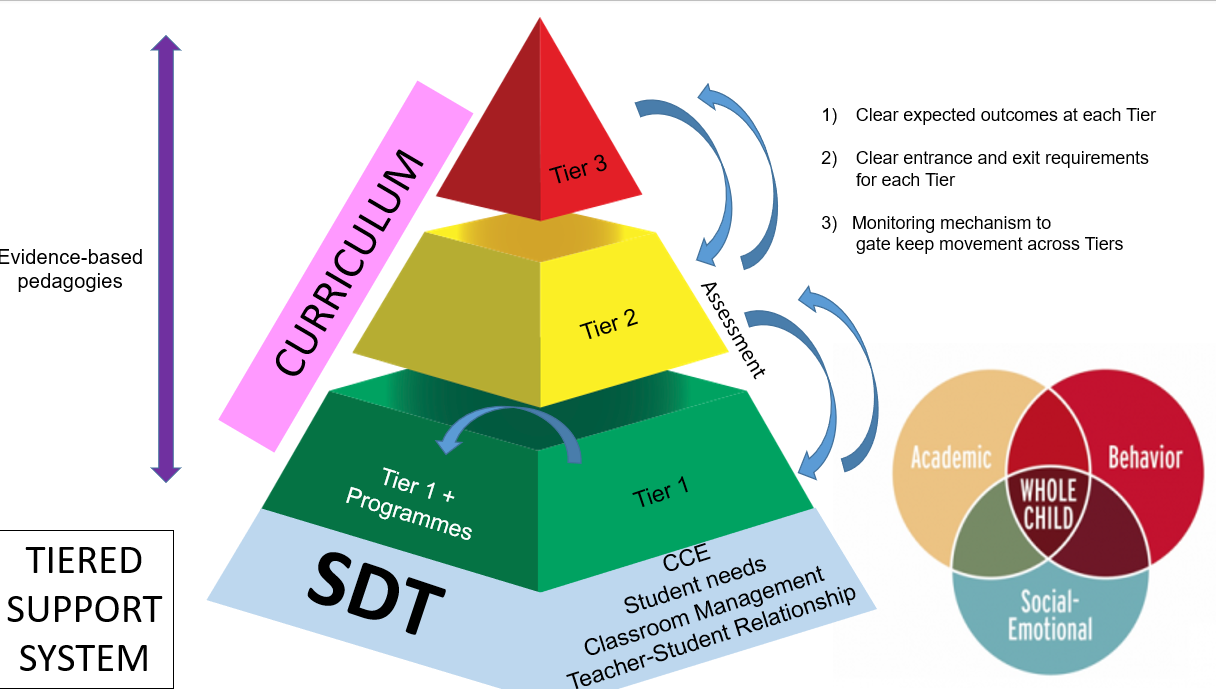 Evidence-based
pedagogies
CURRICULUM
Tier 3
Tier 2
Tier 1 +
Programmes
Tier 1
Assessment
SDT
CCE
Student needs
Classroom Management
Teacher-Student Relationship
1) Clear expected outcomes at each Tier
2) Clear entrance and exit requirements
for each Tier
3) Monitoring mechanism to
gate keep movement across Tiers
TIERED
SUPPORT
SYSTEM
Academic
Behavior
WHOLE
CHILD
Social-
Emotional